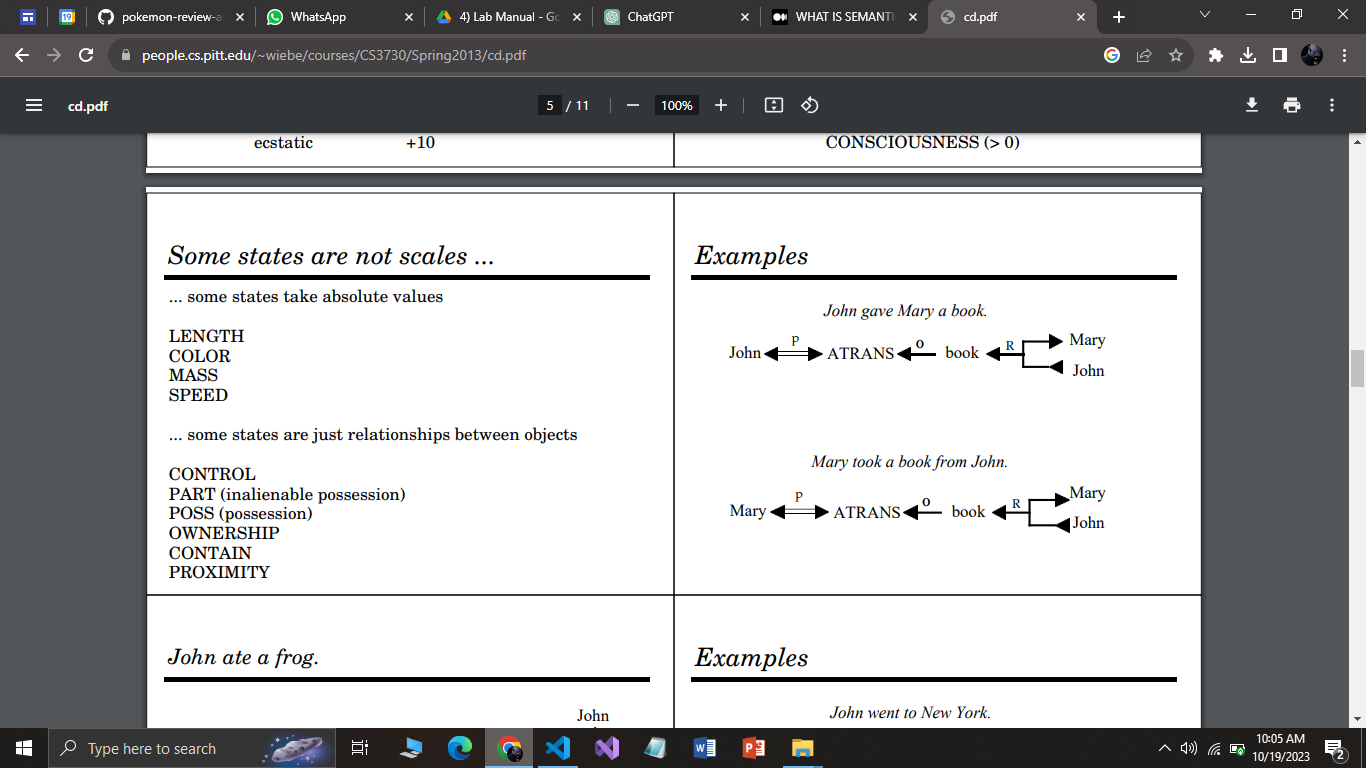 pokemon-review-a
WhatsApp
4) Lab Manual - Go
ChatGPT
WHAT IS SEMANTI
cd.pdf
people.cs.pitt.edu/~wiebe/courses/CS3730/Spring2013/cd.pdf
cd.pdf
5 / 11
100%
ecstatic +10
CONSCIOUSNESS (> 0)
Some states are not scales ...
... some states take absolute values
LENGTH
COLOR
MASS
SPEED
... some states are just relationships between objects
CONTROL
PART (inalienable possession)
POSS (possession)
OWNERSHIP
CONTAIN
PROXIMITY
Examples
John gave Mary a book.
John p ATRANS o book R Mary
John
Mary took a book from John.
Mary p ATRANS o book R Mary
John
John ate a frog.
John
Examples
John went to New York.
Type here to search
10:05 AM
10/19/2023
2